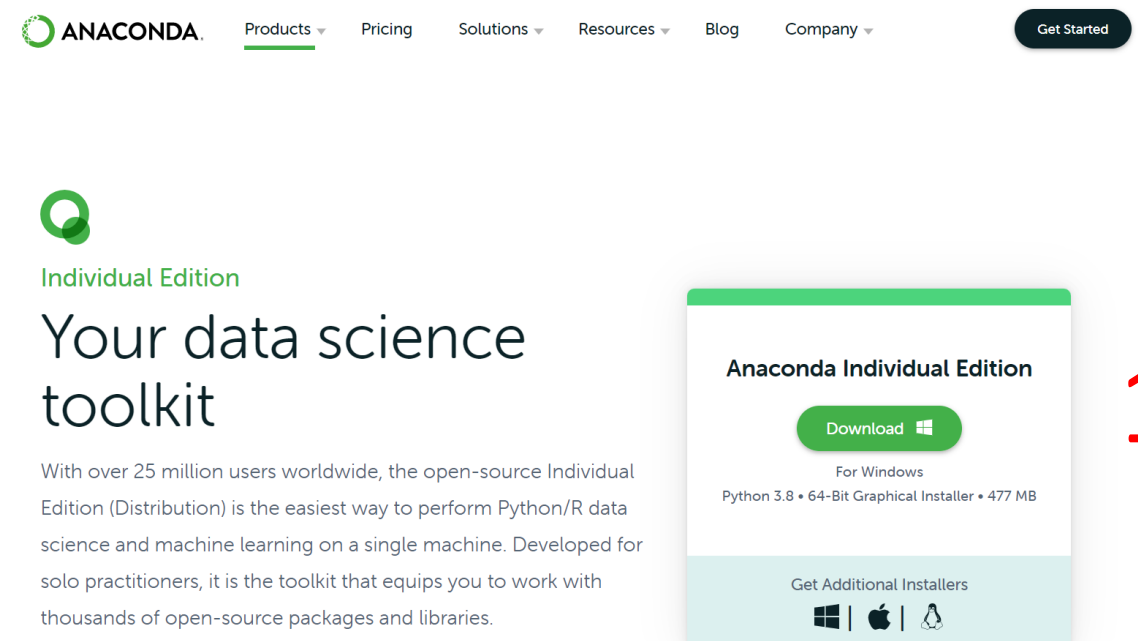 ANACONDA.
Products
Pricing
Solutions
Resources
Blog
Company
Get Started
Individual Edition
Your data science
toolkit
With over 25 million users worldwide, the open-source Individual
Edition (Distribution) is the easiest way to perform Python/R data
science and machine learning on a single machine. Developed for
solo practitioners, it is the toolkit that equips you to work with
thousands of open-source packages and libraries.
Anaconda Individual Edition
Download
For Windows
Python 3.8 • 64-Bit Graphical Installer • 477 MB
Get Additional Installers
| |